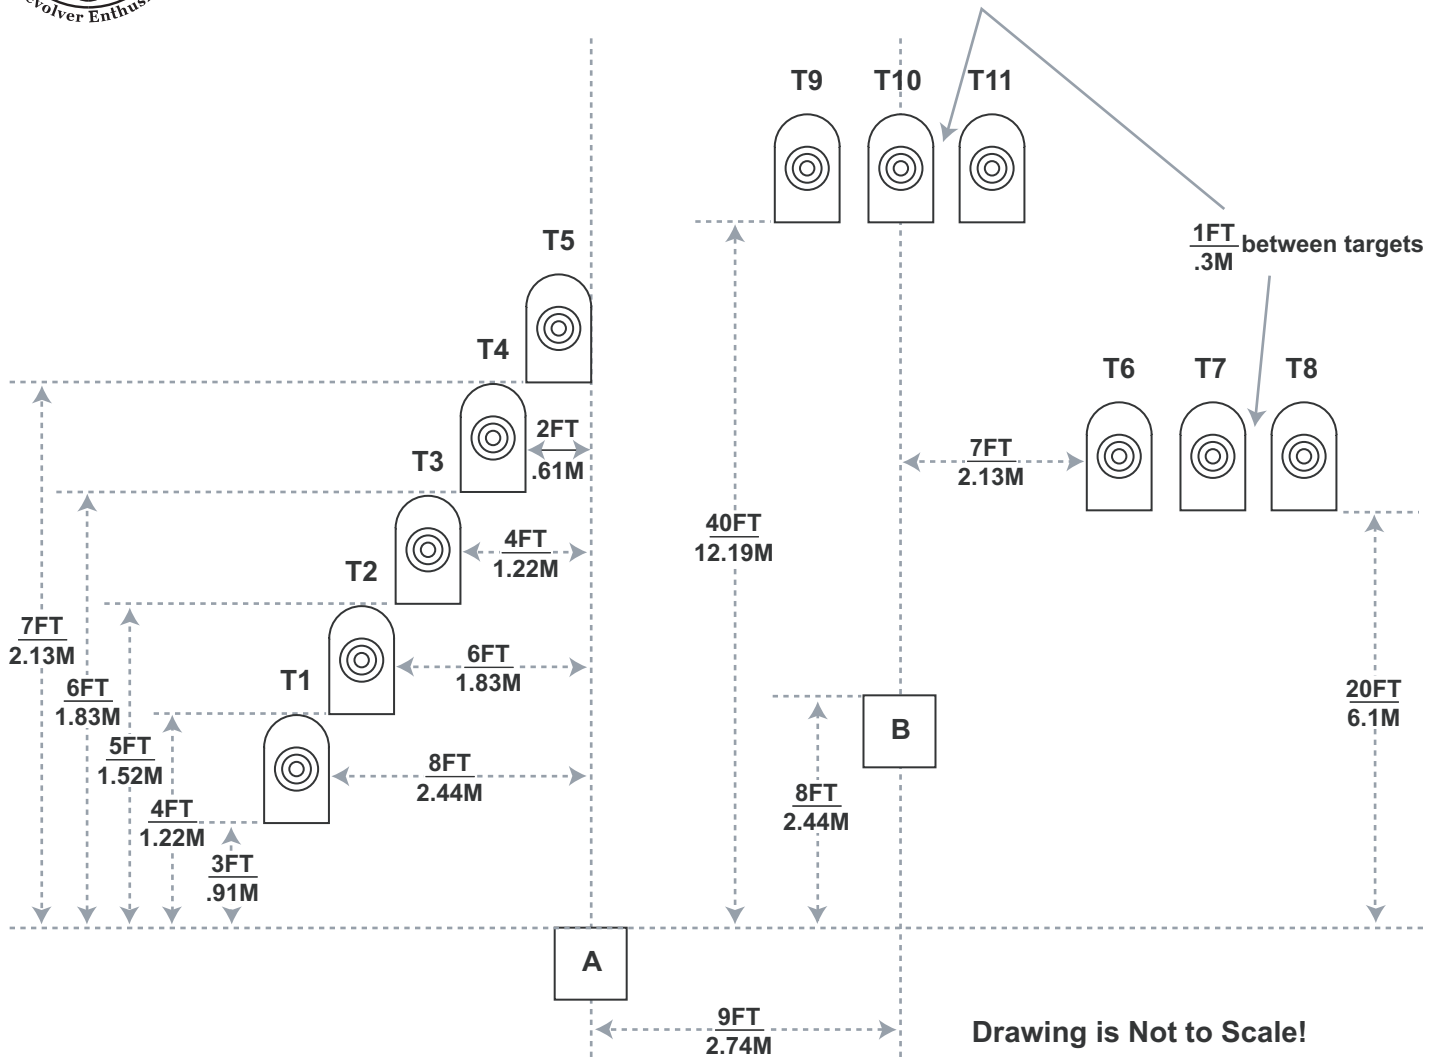 T9 T10 T11
1FT
.3M
between targets
T5
T4
T6 T7 T8
2FT
.61M
T3
7FT
2.13M
40FT
12.19M
4FT
1.22M
T2
7FT
2.13M
6FT
1.83M
T1
6FT
1.83M
20FT
6.1M
B
5FT
1.52M
8FT
2.44M
8FT
2.44M
4FT
1.22M
3FT
.91M
A
9FT
2.74M
Drawing is Not to Scale!